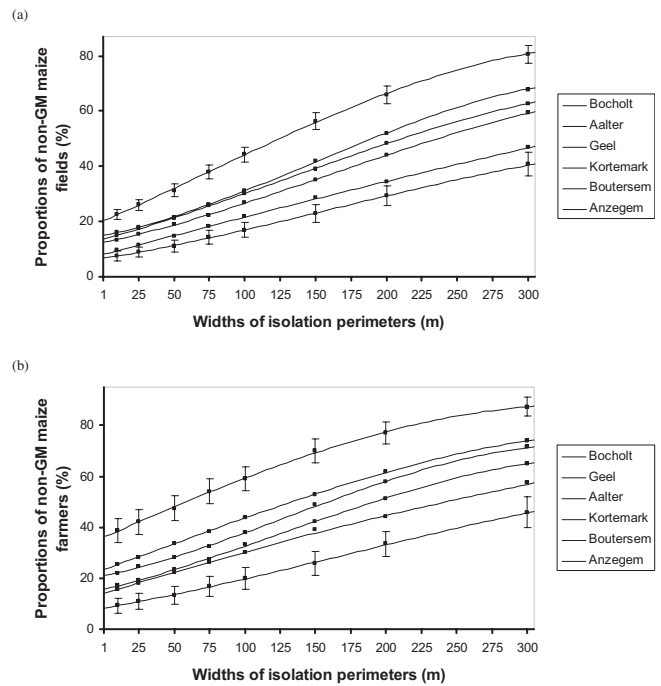 (a)
Proportions of non-GM maize
fields (%)
80
60
40
20
0
1 25 50 75 100 125 150 175 200 225 250 275 300
Widths of isolation perimeters (m)
Bocholt
Aalter
Geel
Kortemark
Boutersem
Anzegem
(b)
Proportions of non-GM maize
farmers (%)
80
60
40
20
0
1 25 50 75 100 125 150 175 200 225 250 275 300
Widths of isolation perimeters (m)
Bocholt
Geel
Aalter
Kortemark
Boutersem
Anzegem